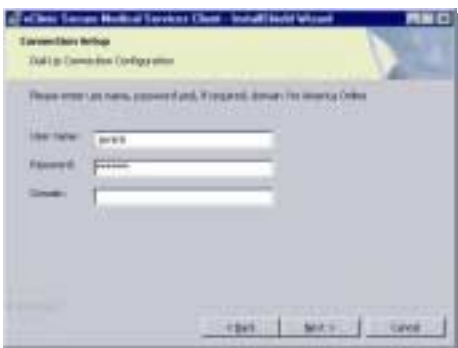 eClinic Secure Medical Services Client - InstallShield Wizard
Connection Setup
Dial-Up Connection Configuration
Please enter user name, password and, if required, domain for America Online
User name:
Password:
Domain:
< Back
Next >
Cancel